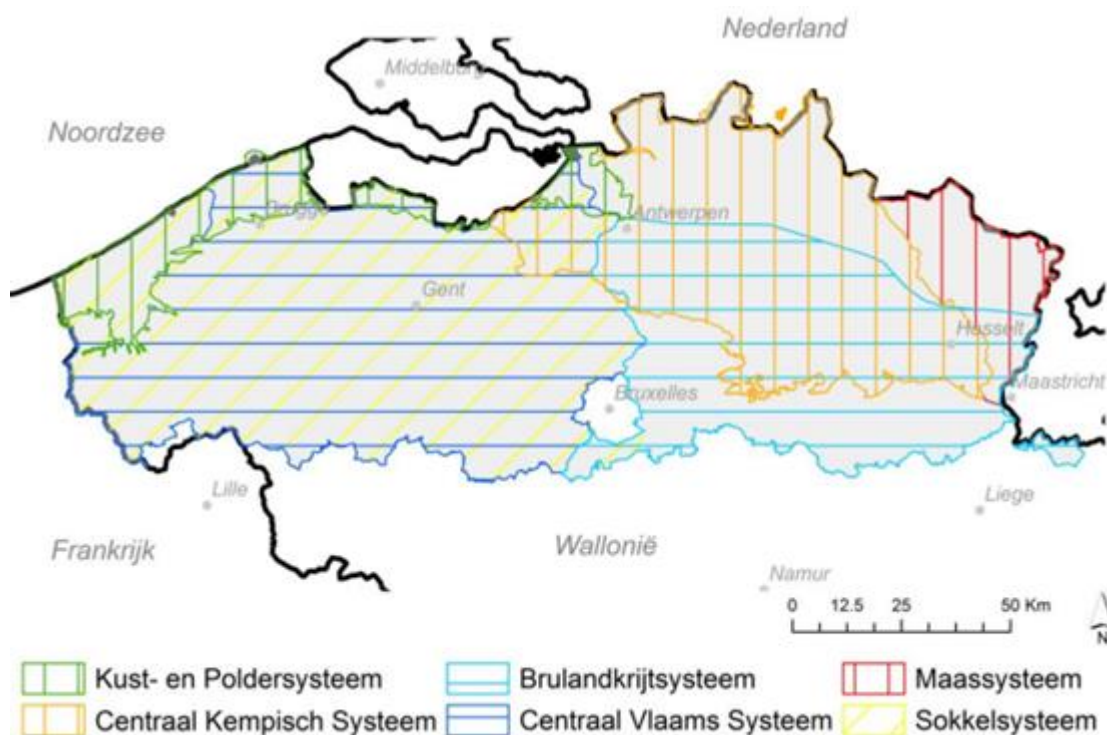 Nederland
Middelburg
Noordzee
Brugge
Antwerpen
Gent
Hasselt
Maastricht
Bruxelles
Lille
Liege
Frankrijk
Wallonië
Namur
0 12.5 25 50 Km
N
Kust- en Poldersysteem
Brulandkrijtsysteem
Maassysteem
Centraal Kempisch Systeem
Centraal Vlaams Systeem
Sokkelsysteem